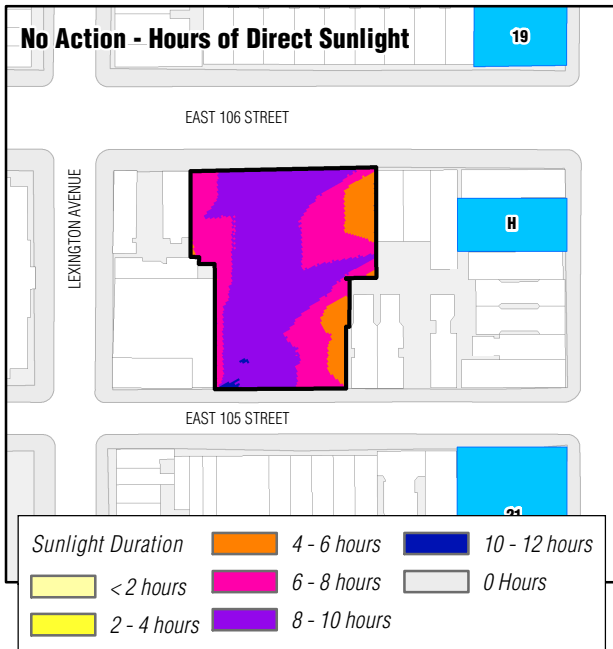 No Action - Hours of Direct Sunlight
19
EAST 106 STREET
LEXINGTON AVENUE
H
EAST 105 STREET
21
Sunlight Duration
< 2 hours
2 - 4 hours
4 - 6 hours
6 - 8 hours
8 - 10 hours
10 - 12 hours
0 Hours